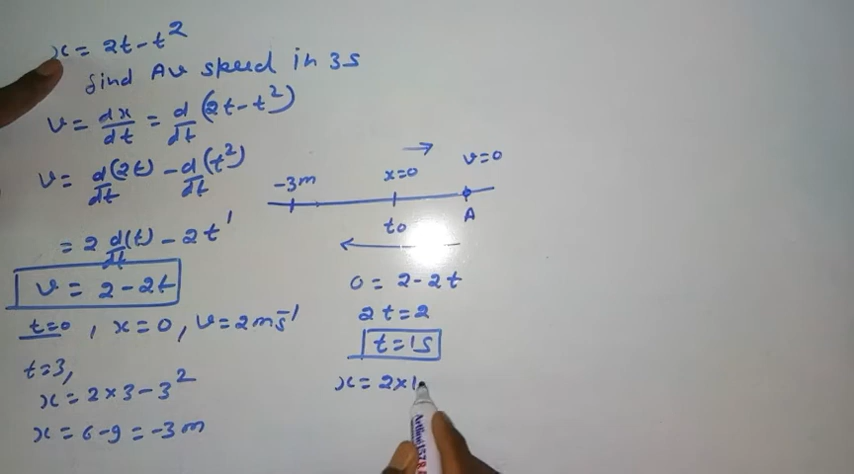 x = 2t - t²
find Av speed in 3s
v = dx/dt = d/dt (2t - t²)
v = d(2t)/dt - d(t²)/dt
= 2 d(t)/dt - 2t¹
v = 2 - 2t
t=0, x=0, v=2ms⁻¹
t=3,
x = 2×3 - 3²
x = 6-9 = -3m
→
-3m x=0 v=0
t0 A
←
0 = 2-2t
2t=2
t=1s
x= 2×1
Artline